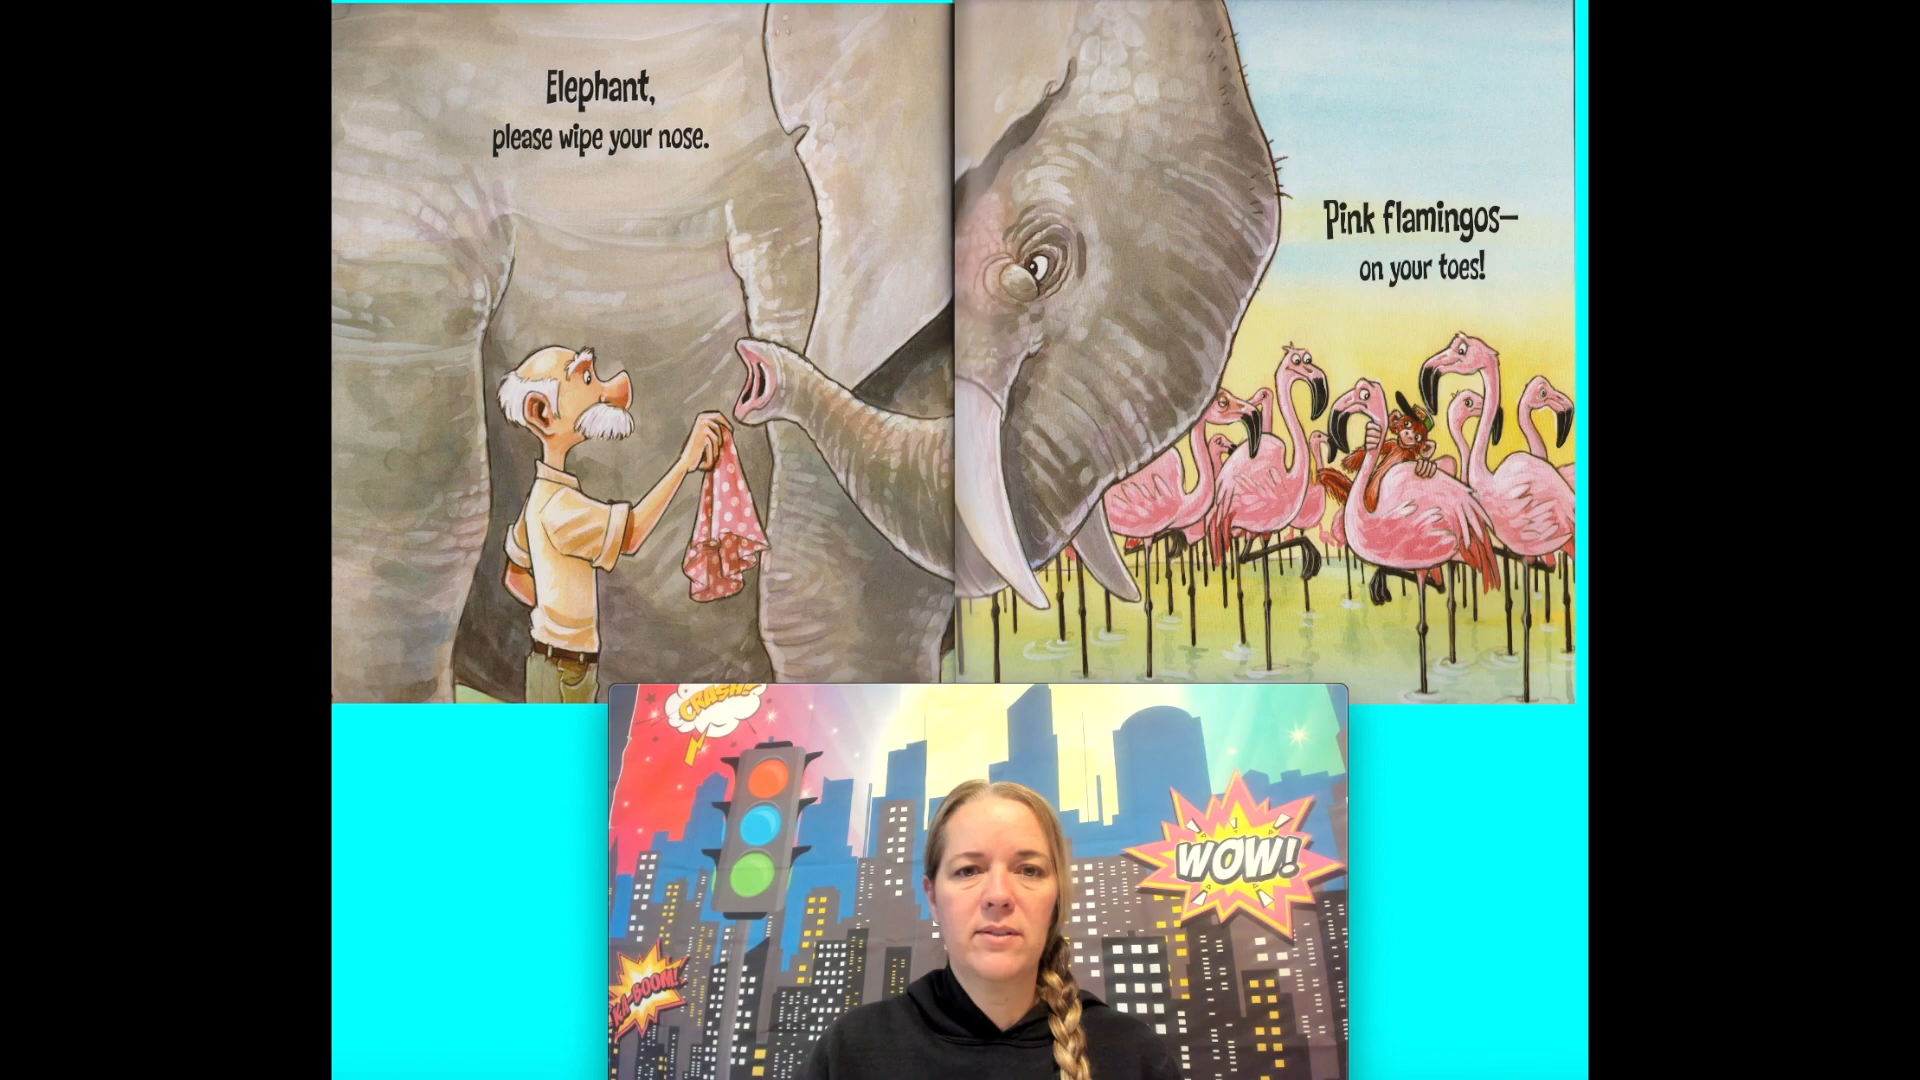 Elephant,
please wipe your nose.
Pink flamingos—
on your toes!
CRASH!
WOW!
KA-BOOM!